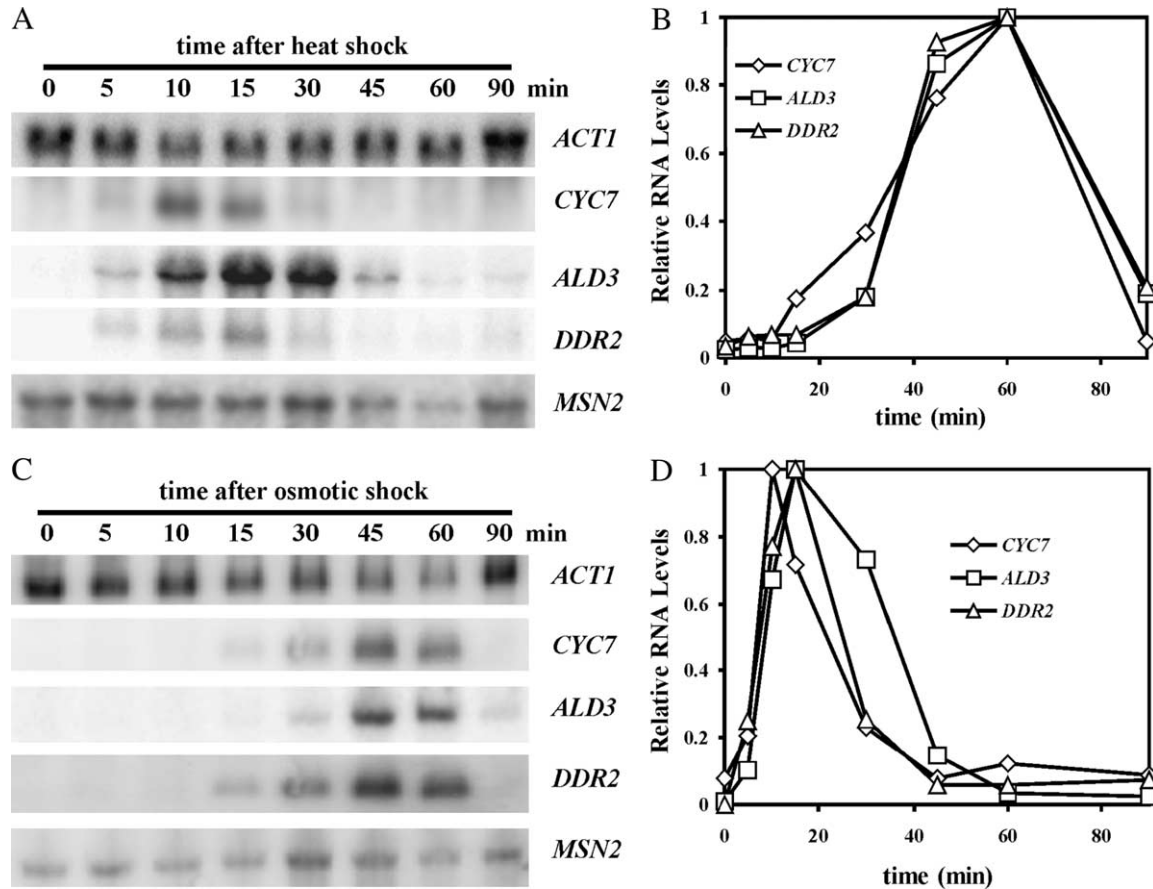 A
time after heat shock
0 5 10 15 30 45 60 90 min
ACT1
CYC7
ALD3
DDR2
MSN2
B
Relative RNA Levels
1
0.8
0.6
0.4
0.2
0
CYC7
ALD3
DDR2
0 20 40 60 80
time (min)
C
time after osmotic shock
0 5 10 15 30 45 60 90 min
ACT1
CYC7
ALD3
DDR2
MSN2
D
Relative RNA Levels
1
0.8
0.6
0.4
0.2
0
CYC7
ALD3
DDR2
0 20 40 60 80
time (min)